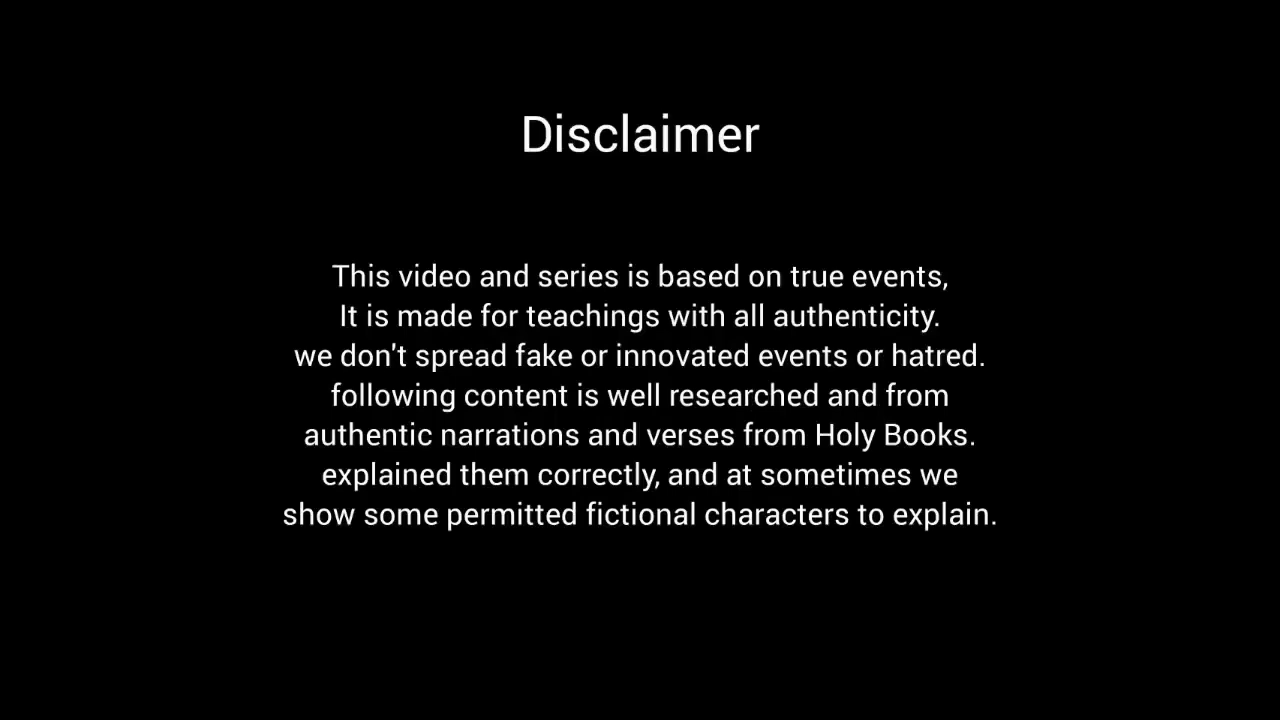 Disclaimer
This video and series is based on true events,
It is made for teachings with all authenticity.
we don't spread fake or innovated events or hatred.
following content is well researched and from
authentic narrations and verses from Holy Books.
explained them correctly, and at sometimes we
show some permitted fictional characters to explain.